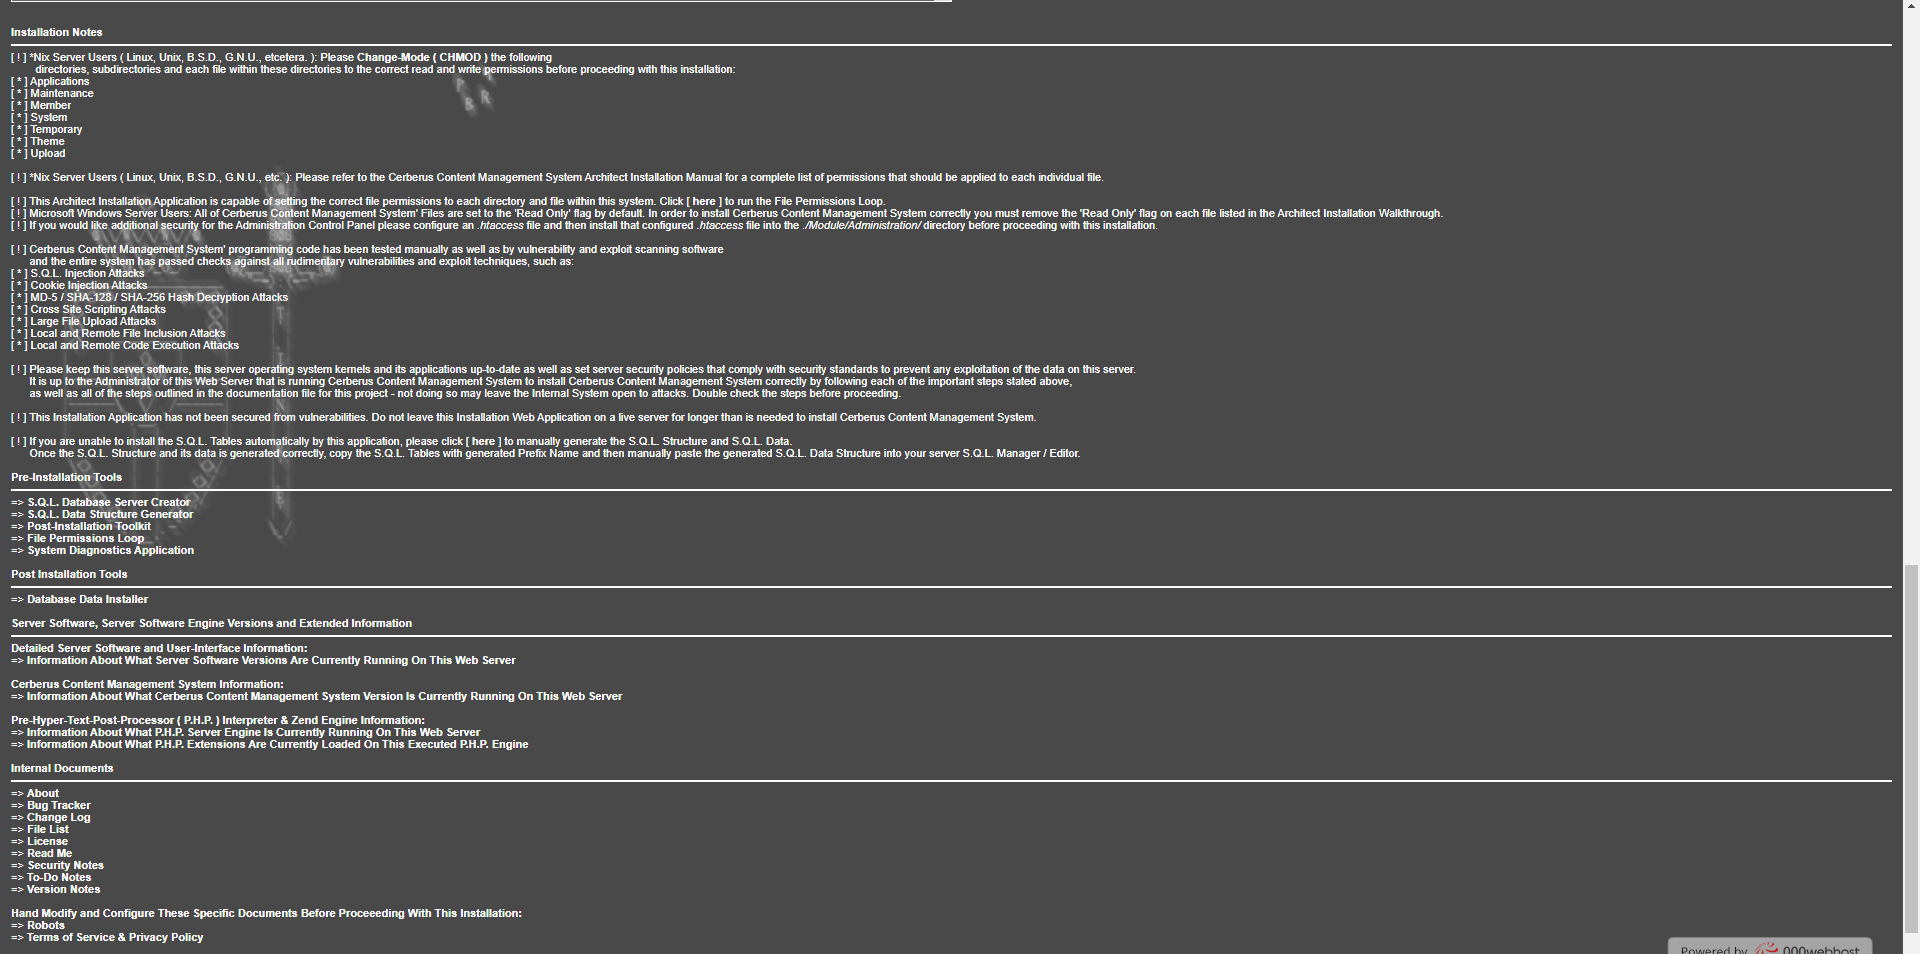 Installation Notes
[ ! ] *Nix Server Users ( Linux, Unix, B.S.D., G.N.U., etcetera. ): Please Change-Mode ( CHMOD ) the following
directories, subdirectories and each file within these directories to the correct read and write permissions before proceeding with this installation:
[ * ] Applications
[ * ] Maintenance
[ * ] Member
[ * ] System
[ * ] Temporary
[ * ] Theme
[ * ] Upload
[ ! ] *Nix Server Users ( Linux, Unix, B.S.D., G.N.U., etc. ): Please refer to the Cerberus Content Management System Architect Installation Manual for a complete list of permissions that should be applied to each individual file.
[ ! ] This Architect Installation Application is capable of setting the correct file permissions to each directory and file within this system. Click [ here ] to run the File Permissions Loop.
[ ! ] Microsoft Windows Server Users: All of Cerberus Content Management System' Files are set to the 'Read Only' flag by default. In order to install Cerberus Content Management System correctly you must remove the 'Read Only' flag on each file listed in the Architect Installation Walkthrough.
[ ! ] If you would like additional security for the Administration Control Panel please configure an .htaccess file and then install that configured .htaccess file into the ./Module/Administration/ directory before proceeding with this installation.
[ ! ] Cerberus Content Management System' programming code has been tested manually as well as by vulnerability and exploit scanning software
and the entire system has passed checks against all rudimentary vulnerabilities and exploit techniques, such as:
[ * ] S.Q.L. Injection Attacks
[ * ] Cookie Injection Attacks
[ * ] MD-5 / SHA-128 / SHA-256 Hash Decryption Attacks
[ * ] Cross Site Scripting Attacks
[ * ] Large File Upload Attacks
[ * ] Local and Remote File Inclusion Attacks
[ * ] Local and Remote Code Execution Attacks
[ ! ] Please keep this server software, this server operating system kernels and its applications up-to-date as well as set server security policies that comply with security standards to prevent any exploitation of the data on this server.
It is up to the Administrator of this Web Server that is running Cerberus Content Management System to install Cerberus Content Management System correctly by following each of the important steps stated above,
as well as all of the steps outlined in the documentation file for this project - not doing so may leave the Internal System open to attacks. Double check the steps before proceeding.
[ ! ] This Installation Application has not been secured from vulnerabilities. Do not leave this Installation Web Application on a live server for longer than is needed to install Cerberus Content Management System.
[ ! ] If you are unable to install the S.Q.L. Tables automatically by this application, please click [ here ] to manually generate the S.Q.L. Structure and S.Q.L. Data.
Once the S.Q.L. Structure and its data is generated correctly, copy the S.Q.L. Tables with generated Prefix Name and then manually paste the generated S.Q.L. Data Structure into your server S.Q.L. Manager / Editor.
Pre-Installation Tools
=> S.Q.L. Database Server Creator
=> S.Q.L. Data Structure Generator
=> Post-Installation Toolkit
=> File Permissions Loop
=> System Diagnostics Application
Post Installation Tools
=> Database Data Installer
Server Software, Server Software Engine Versions and Extended Information
Detailed Server Software and User-Interface Information:
=> Information About What Server Software Versions Are Currently Running On This Web Server
Cerberus Content Management System Information:
=> Information About What Cerberus Content Management System Version Is Currently Running On This Web Server
Pre-Hyper-Text-Post-Processor ( P.H.P. ) Interpreter & Zend Engine Information:
=> Information About What P.H.P. Server Engine Is Currently Running On This Web Server
=> Information About What P.H.P. Extensions Are Currently Loaded On This Executed P.H.P. Engine
Internal Documents
=> About
=> Bug Tracker
=> Change Log
=> File List
=> License
=> Read Me
=> Security Notes
=> To-Do Notes
=> Version Notes
Hand Modify and Configure These Specific Documents Before Proceeeding With This Installation:
=> Robots
=> Terms of Service & Privacy Policy
Powered by 000webhost